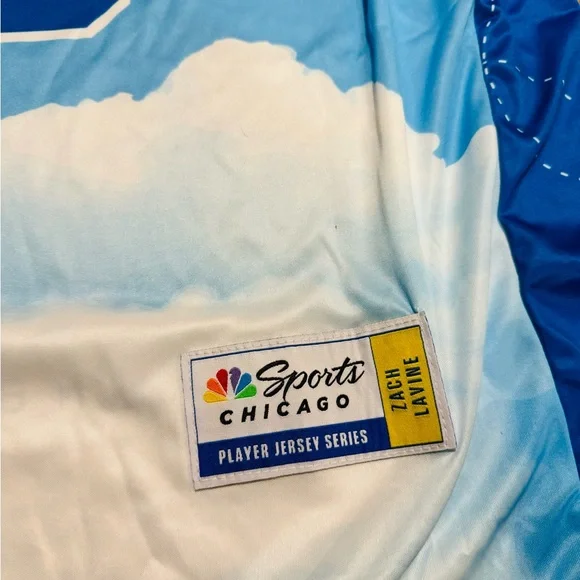 Sports
CHICAGO
PLAYER JERSEY SERIES
ZACH
LAVINE